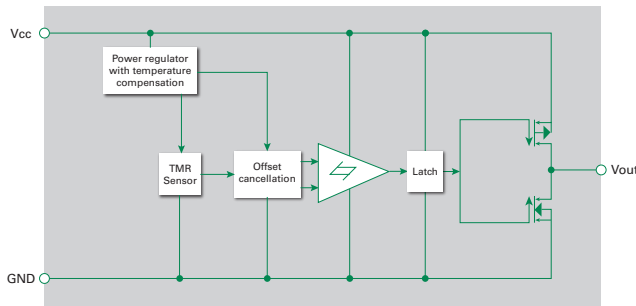 Vcc
Power regulator
with temperature
compensation
TMR
Sensor
Offset
cancellation
Latch
Vout
GND